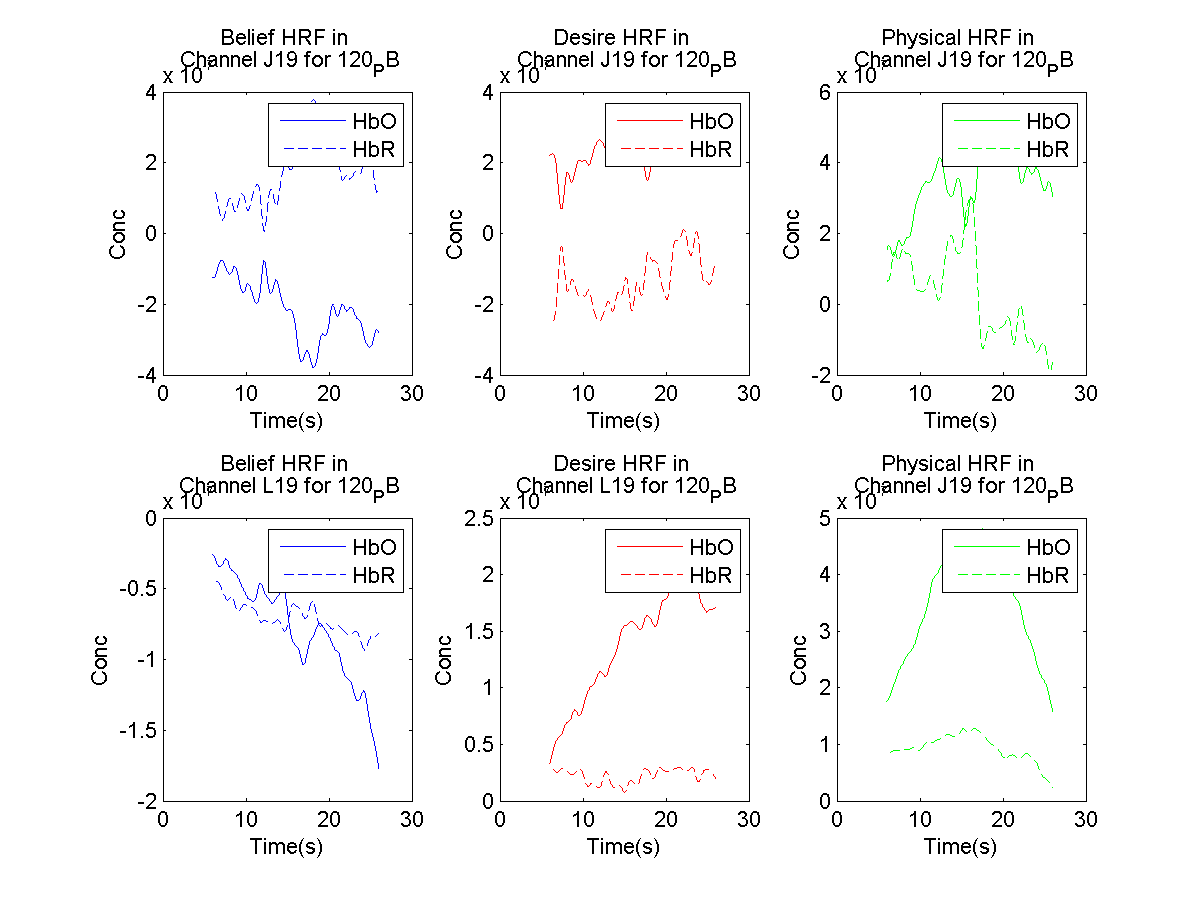 Belief HRF in
Channel J19 for 120PB
x 10
4
2
0
-2
-4
Conc
HbO
HbR
0
10
20
30
Time(s)
Desire HRF in
Channel J19 for 120PB
x 10
4
2
0
-2
-4
Conc
HbO
HbR
0
10
20
30
Time(s)
Physical HRF in
Channel J19 for 120PB
x 10
6
4
2
0
-2
Conc
HbO
HbR
0
10
20
30
Time(s)
Belief HRF in
Channel L19 for 120PB
x 10
0
-0.5
-1
-1.5
-2
Conc
HbO
HbR
0
10
20
30
Time(s)
Desire HRF in
Channel L19 for 120PB
x 10
2.5
2
1.5
1
0.5
0
Conc
HbO
HbR
0
10
20
30
Time(s)
Physical HRF in
Channel J19 for 120PB
x 10
5
4
3
2
1
0
Conc
HbO
HbR
0
10
20
30
Time(s)